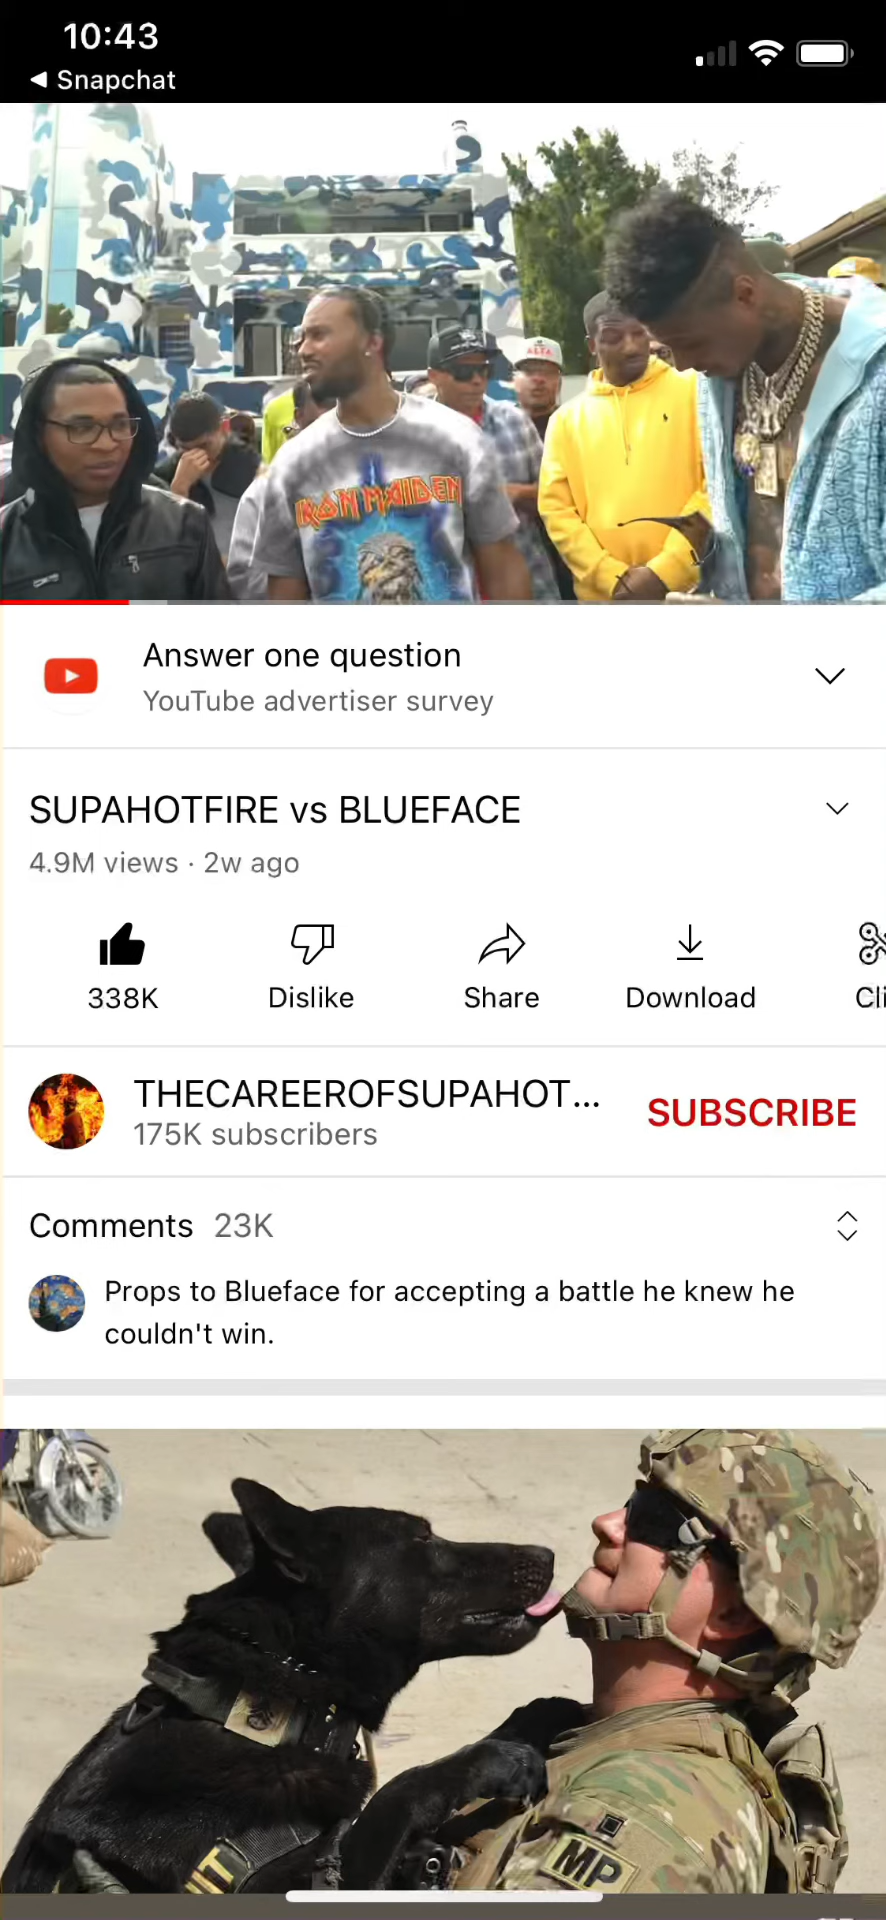 10:43
◀ Snapchat
ALTA
IRON MAIDEN
Answer one question
YouTube advertiser survey
SUPAHOTFIRE vs BLUEFACE
4.9M views · 2w ago
338K
Dislike
Share
Download
Cli
THECAREEROFSUPAHOT...
175K subscribers
SUBSCRIBE
Comments 23K
Props to Blueface for accepting a battle he knew he
couldn't win.
MP